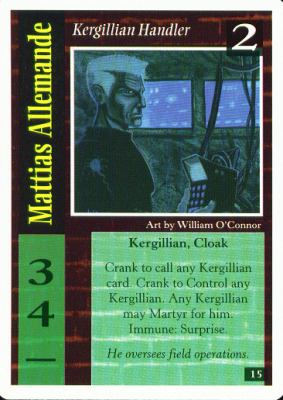 Kergillian Handler
2
Mattias Allemande
Art by William O'Connor
3
4
Kergillian, Cloak
Crank to call any Kergillian
card. Crank to Control any
Kergillian. Any Kergillian
may Martyr for him.
Immune: Surprise.
He oversees field operations.
15